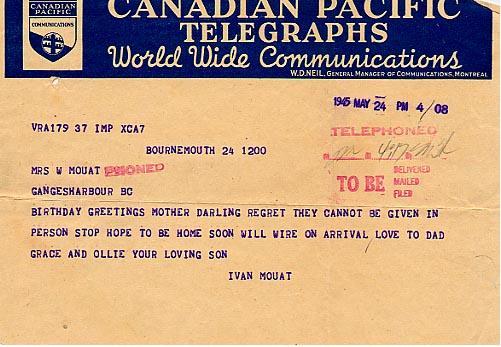 CANADIAN PACIFIC
CANADIAN PACIFIC
TELEGRAPHS
World Wide Communications
W.D. NEIL, GENERAL MANAGER OF COMMUNICATIONS, MONTREAL
1945 MAY 24 PM 4/08
VRA179 37 IMP XCA7
TELEPHONED
BOURNEMOUTH 24 1200
MRS W MOUAT PHONED
TO BE
DELIVERED
MAILED
FILED
GANGESHARBOUR BC
BIRTHDAY GREETINGS MOTHER DARLING REGRET THEY CANNOT BE GIVEN IN
PERSON STOP HOPE TO BE HOME SOON WILL WIRE ON ARRIVAL LOVE TO DAD
GRACE AND OLLIE YOUR LOVING SON
IVAN MOUAT